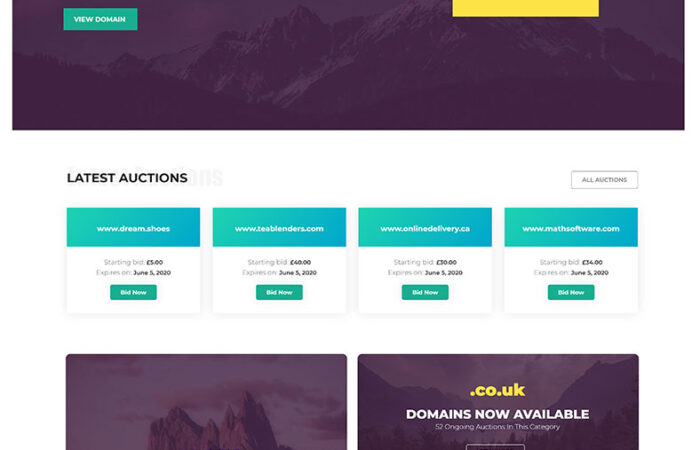 VIEW DOMAIN
LATEST AUCTIONS
ALL AUCTIONS
www.dream.shoes
Starting bid: £5.00
Expires on: June 5, 2020
Bid Now
www.teablenders.com
Starting bid: £40.00
Expires on: June 5, 2020
Bid Now
www.onlinedelivery.ca
Starting bid: £30.00
Expires on: June 5, 2020
Bid Now
www.mathsoftware.com
Starting bid: £34.00
Expires on: June 5, 2020
Bid Now
.co.uk
DOMAINS NOW AVAILABLE
52 Ongoing Auctions In This Category